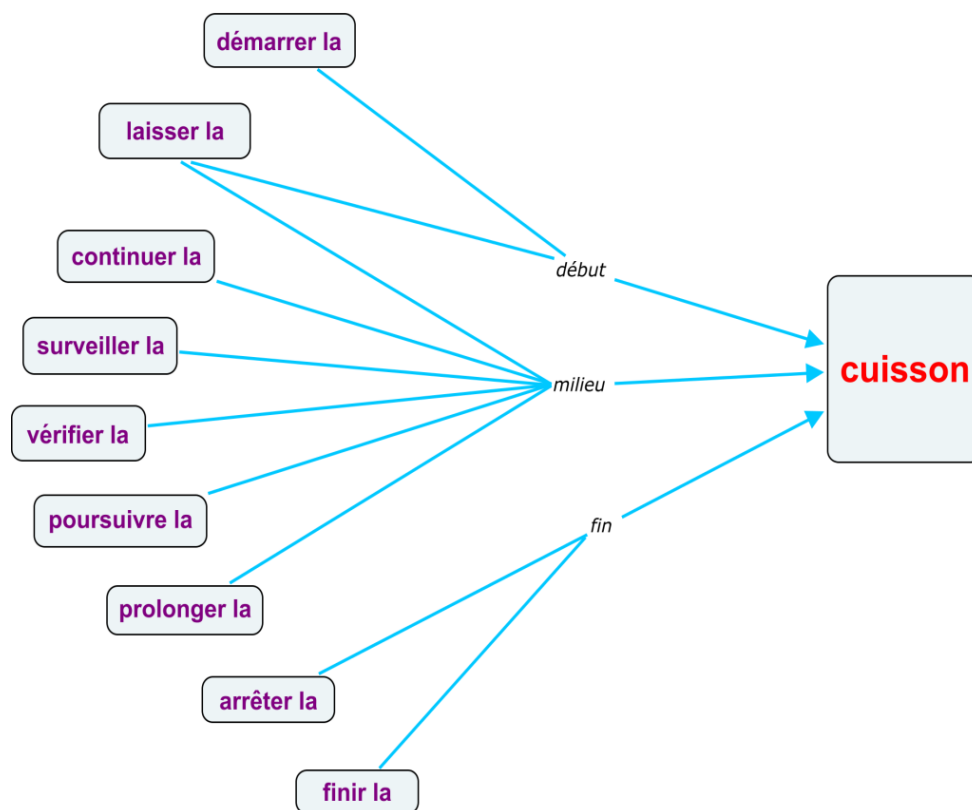 démarrer la
laisser la
continuer la
début
surveiller la
cuisson
milieu
vérifier la
poursuivre la
fin
prolonger la
arrêter la
finir la